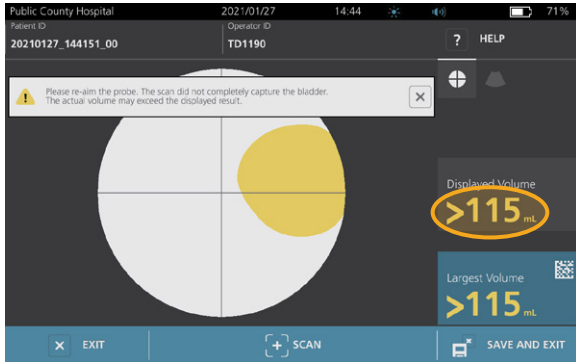 Public County Hospital 2021/01/27 14:44 71%
Patient ID Operator ID
20210127_144151_00 TD1190 ? HELP
Please re-aim the probe. The scan did not completely capture the bladder.
The actual volume may exceed the displayed result.
Displayed Volume
>115 mL
Largest Volume
>115 mL
EXIT SCAN SAVE AND EXIT